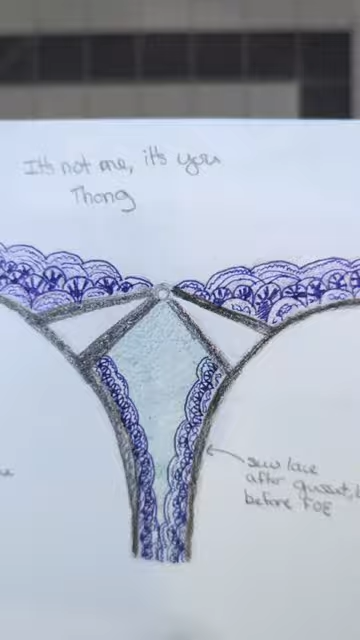 It's not me, it's you
Thong
sew lace
after gusset,
before FOE